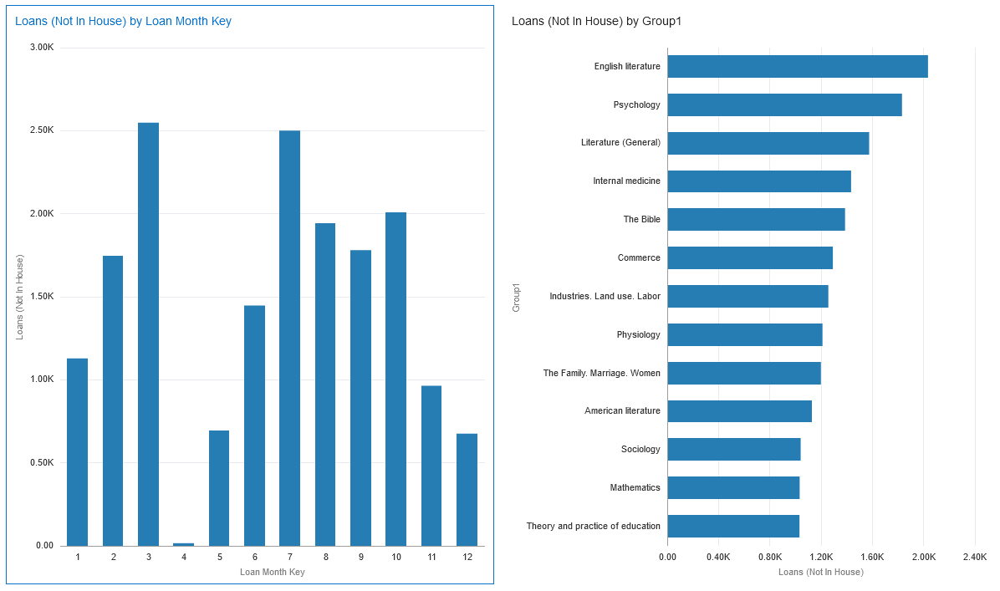 Loans (Not In House) by Loan Month Key
3.00K
2.50K
2.00K
1.50K
1.00K
0.50K
0.00
Loans (Not In House)
1 2 3 4 5 6 7 8 9 10 11 12
Loan Month Key
Loans (Not In House) by Group1
English literature
Psychology
Literature (General)
Internal medicine
The Bible
Commerce
Industries. Land use. Labor
Physiology
The Family. Marriage. Women
American literature
Sociology
Mathematics
Theory and practice of education
Group1
0.00 0.40K 0.80K 1.20K 1.60K 2.00K 2.40K
Loans (Not In House)